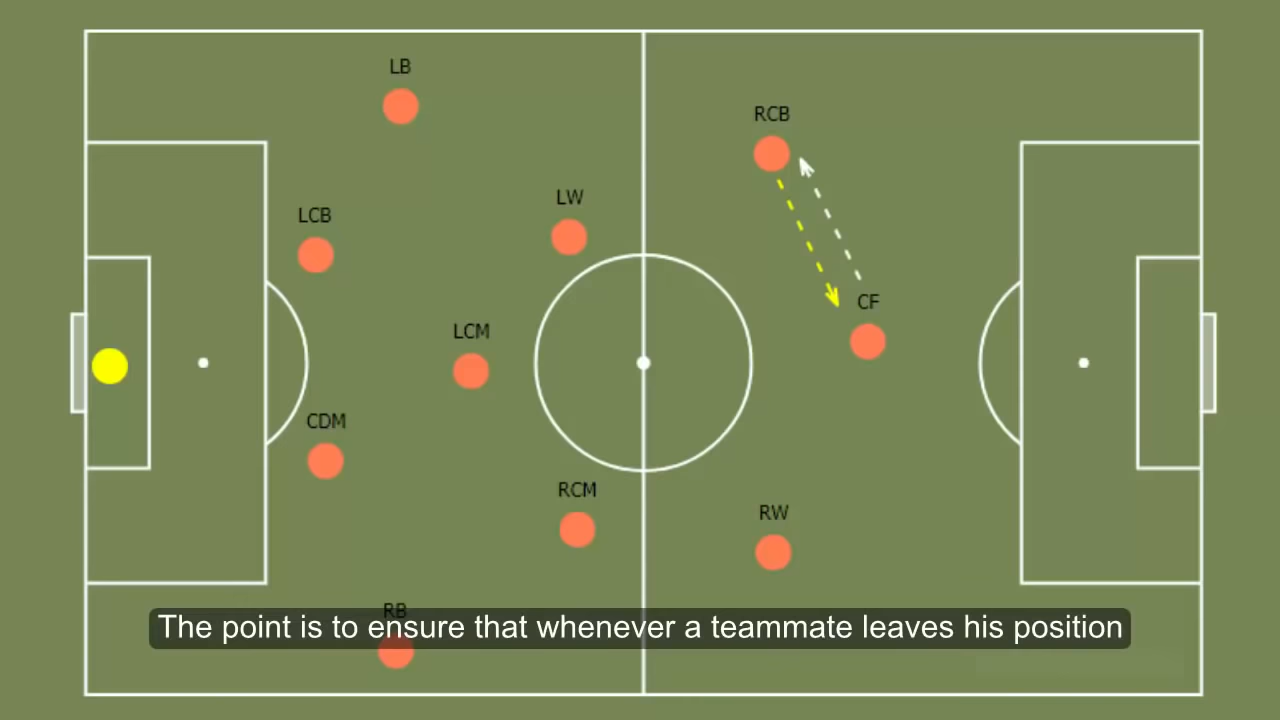 LB
RCB
LW
LCB
CF
LCM
CDM
RCM
RW
RB
The point is to ensure that whenever a teammate leaves his position